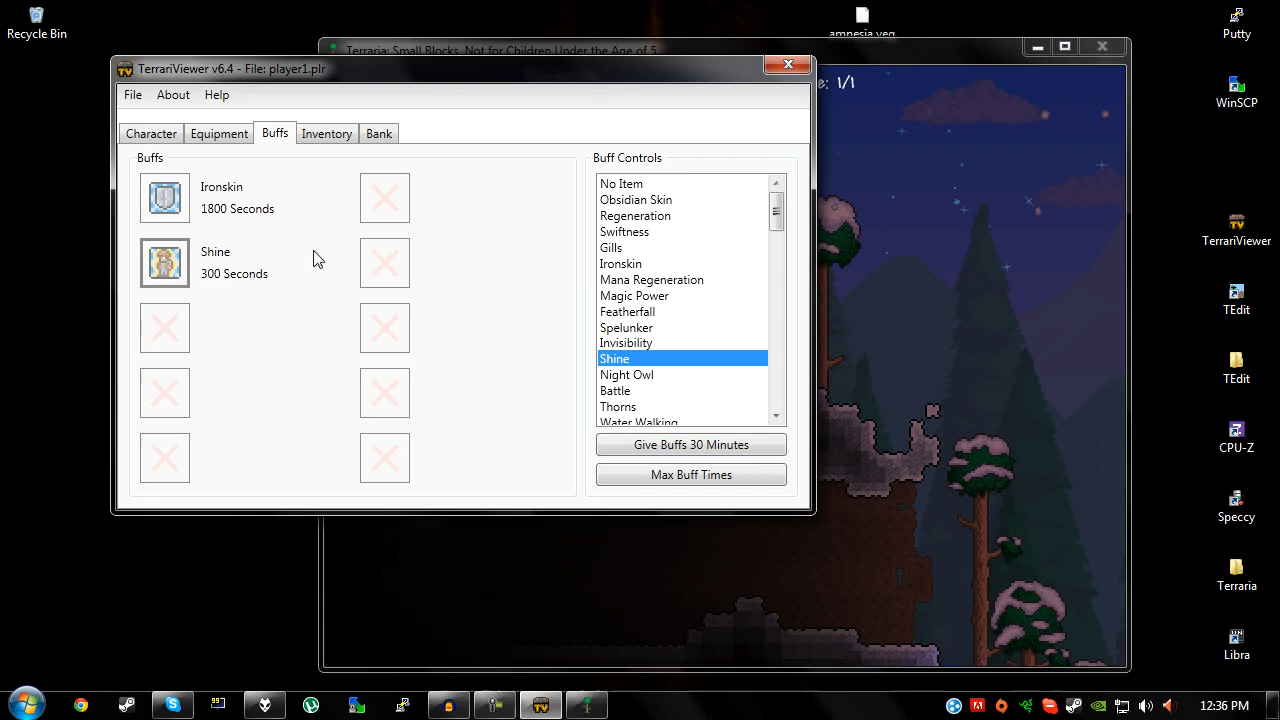 Recycle Bin
amnesia.veg
Putty
WinSCP
TerrariViewer
TEdit
TEdit
CPU-Z
Speccy
Terraria
Libra
Terraria: Small Blocks, Not for Children Under the Age of 5
e: 1/1
TerrariViewer v6.4 - File: player1.plr
File About Help
Character Equipment Buffs Inventory Bank
Buffs
Ironskin
1800 Seconds
Shine
300 Seconds
Buff Controls
No Item
Obsidian Skin
Regeneration
Swiftness
Gills
Ironskin
Mana Regeneration
Magic Power
Featherfall
Spelunker
Invisibility
Shine
Night Owl
Battle
Thorns
Water Walking
Give Buffs 30 Minutes
Max Buff Times
12:36 PM